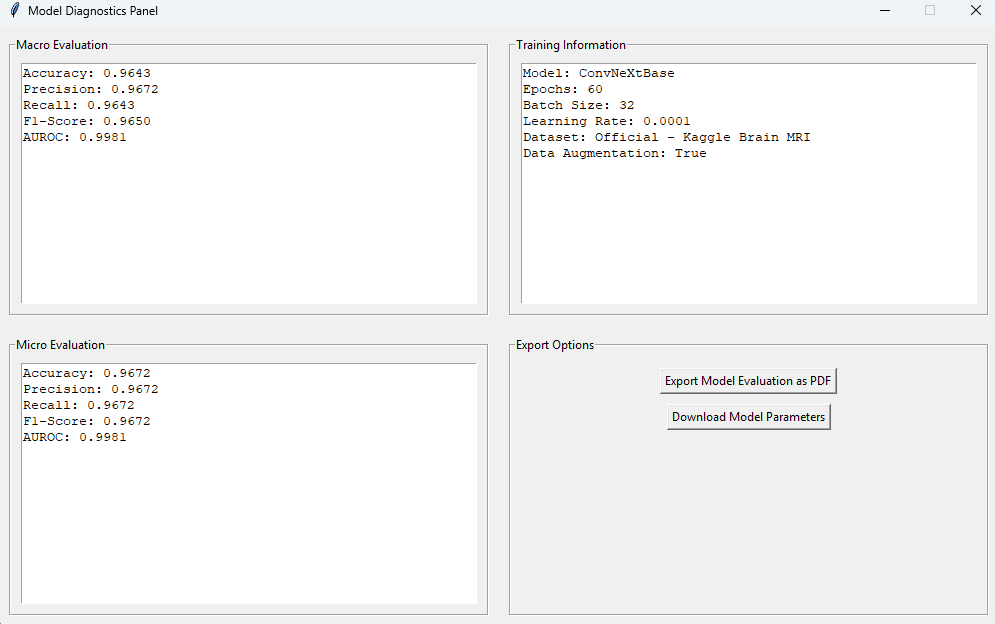 Model Diagnostics Panel
Macro Evaluation
Accuracy: 0.9643
Precision: 0.9672
Recall: 0.9643
F1-Score: 0.9650
AUROC: 0.9981
Training Information
Model: ConvNeXtBase
Epochs: 60
Batch Size: 32
Learning Rate: 0.0001
Dataset: Official - Kaggle Brain MRI
Data Augmentation: True
Micro Evaluation
Accuracy: 0.9672
Precision: 0.9672
Recall: 0.9672
F1-Score: 0.9672
AUROC: 0.9981
Export Options
Export Model Evaluation as PDF
Download Model Parameters